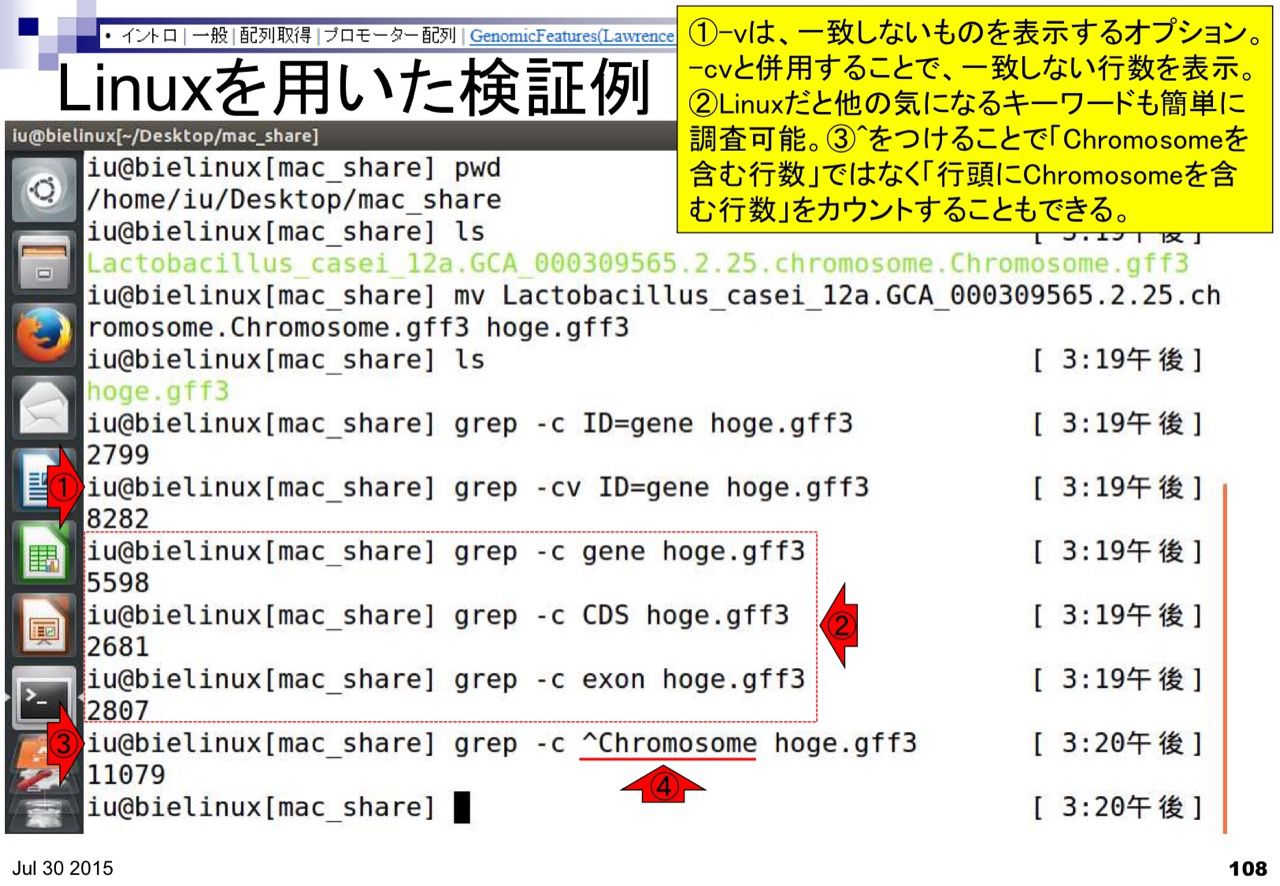 • イントロ | 一般 | 配列取得 | プロモーター配列 | GenomicFeatures(Lawrence
Linuxを用いた検証例
①-vは、一致しないものを表示するオプション。
-cvと併用することで、一致しない行数を表示。
②Linuxだと他の気になるキーワードも簡単に
調査可能。③^をつけることで「Chromosomeを
含む行数」ではなく「行頭にChromosomeを含
む行数」をカウントすることもできる。
iu@bielinux[~/Desktop/mac_share]
iu@bielinux[mac_share] pwd
/home/iu/Desktop/mac_share
iu@bielinux[mac_share] ls
Lactobacillus_casei_12a.GCA_000309565.2.25.chromosome.Chromosome.gff3
iu@bielinux[mac_share] mv Lactobacillus_casei_12a.GCA_000309565.2.25.ch
romosome.Chromosome.gff3 hoge.gff3
iu@bielinux[mac_share] ls [ 3:19午後]
hoge.gff3
iu@bielinux[mac_share] grep -c ID=gene hoge.gff3 [ 3:19午後]
2799
① iu@bielinux[mac_share] grep -cv ID=gene hoge.gff3 [ 3:19午後]
8282
iu@bielinux[mac_share] grep -c gene hoge.gff3 [ 3:19午後]
5598
iu@bielinux[mac_share] grep -c CDS hoge.gff3 ② [ 3:19午後]
2681
iu@bielinux[mac_share] grep -c exon hoge.gff3 [ 3:19午後]
2807
③ iu@bielinux[mac_share] grep -c ^Chromosome hoge.gff3 [ 3:20午後]
11079
④
iu@bielinux[mac_share] [ 3:20午後]
Jul 30 2015
108